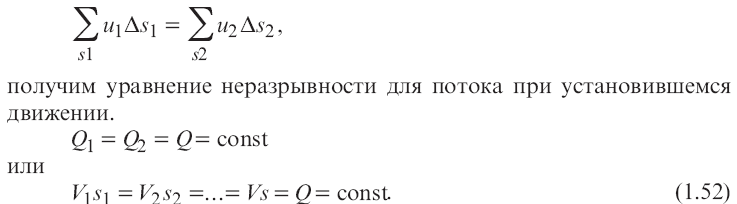 ∑ u₁Δs₁ = ∑ u₂Δs₂,
s1 s2
получим уравнение неразрывности для потока при установившемся
движении.
Q₁ = Q₂ = Q = const
или
V₁s₁ = V₂s₂ =...= Vs = Q = const. (1.52)